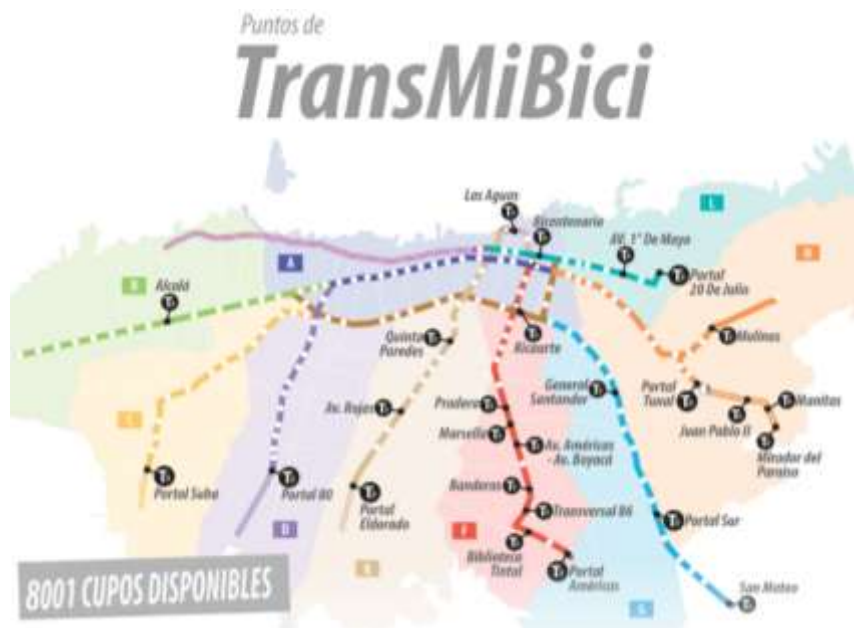 Puntos de
TransMiBici
Las Aguas
Bicentenario
L
AV. 1° De Mayo
A
H
B
Alcalá
Portal
20 De Julio
Quinta
Paredes
Ricaurte
Molinos
General
Santander
Portal
Tunal
Manitas
C
Av. Rojas
Pradera
Juan Pablo II
Marsella
Av. Américas
- Av. Boyacá
Mirador del
Paraiso
Portal Suba
Portal 80
Banderas
Portal
Eldorado
Transversal 86
Portal Sur
D
F
Biblioteca
Tintal
Portal
Américas
K
San Mateo
G
8001 CUPOS DISPONIBLES